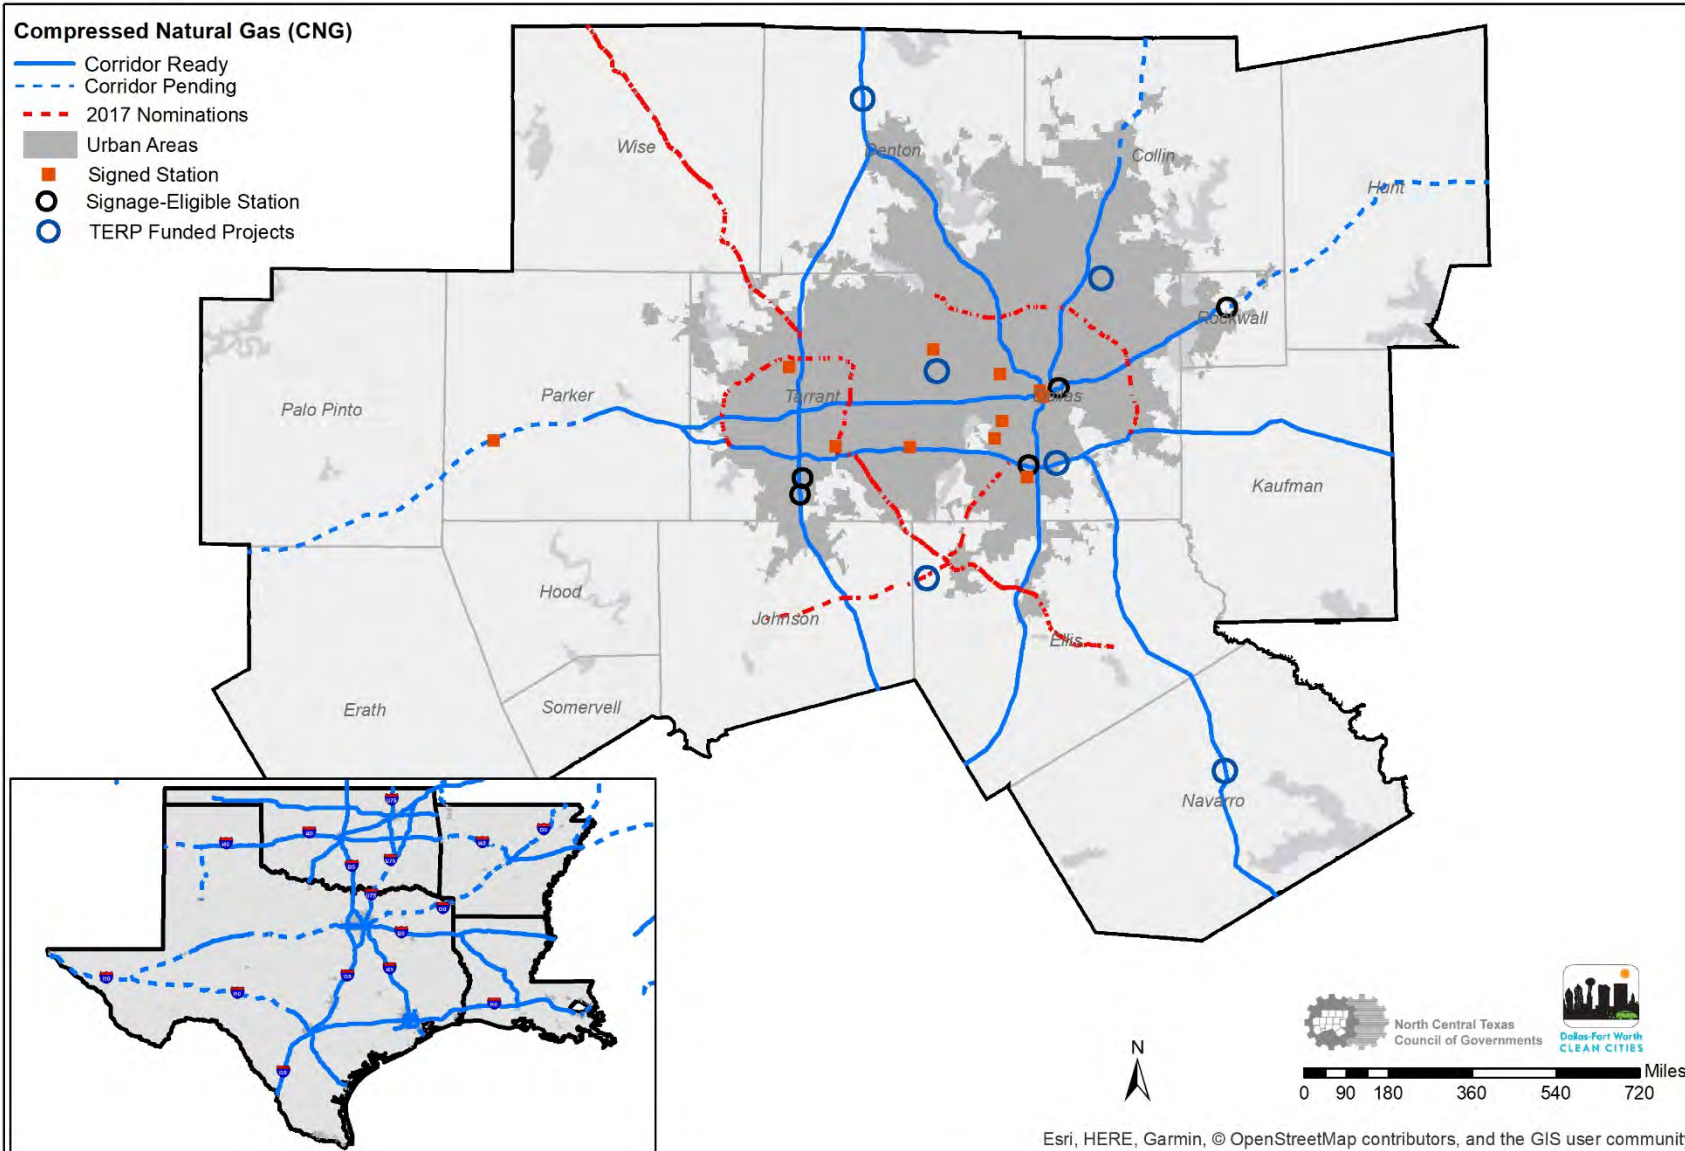 Compressed Natural Gas (CNG)
Corridor Ready
Corridor Pending
2017 Nominations
Urban Areas
Signed Station
Signage-Eligible Station
TERP Funded Projects
Wise
Denton
Collin
Hunt
Rockwall
Palo Pinto
Parker
Tarrant
Dallas
Kaufman
Hood
Johnson
Ellis
Erath
Somervell
Navarro
N
North Central Texas
Council of Governments
Dallas-Fort Worth
CLEAN CITIES
Miles
0 90 180 360 540 720
Esri, HERE, Garmin, © OpenStreetMap contributors, and the GIS user community